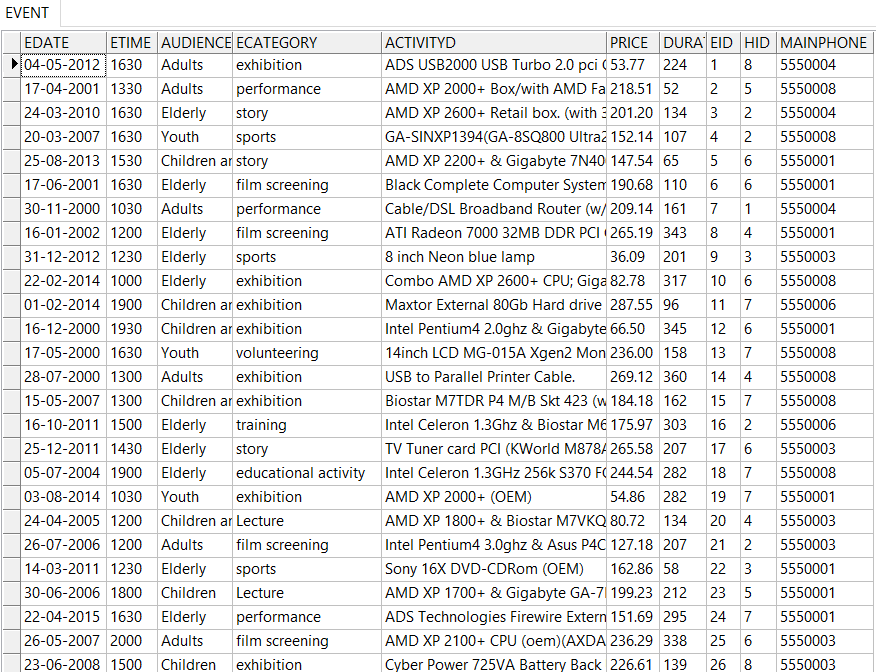 EVENT
EDATE ETIME AUDIENCE ECATEGORY ACTIVITYD PRICE DURAT EID HID MAINPHONE
04-05-2012 1630 Adults exhibition ADS USB2000 USB Turbo 2.0 pci 53.77 224 1 8 5550004
17-04-2001 1330 Adults performance AMD XP 2000+ Box/with AMD Fa 218.51 52 2 5 5550008
24-03-2010 1630 Elderly story AMD XP 2600+ Retail box. (with 3 201.20 134 3 2 5550004
20-03-2007 1630 Youth sports GA-SINXP1394(GA-8SQ800 Ultra2 152.14 107 4 2 5550008
25-08-2013 1530 Children ar story AMD XP 2200+ & Gigabyte 7N40 147.54 65 5 6 5550001
17-06-2001 1630 Elderly film screening Black Complete Computer System 190.68 110 6 6 5550001
30-11-2000 1030 Adults performance Cable/DSL Broadband Router (w/ 209.14 161 7 1 5550004
16-01-2002 1200 Elderly film screening ATI Radeon 7000 32MB DDR PCI 265.19 343 8 4 5550001
31-12-2012 1230 Elderly sports 8 inch Neon blue lamp 36.09 201 9 3 5550003
22-02-2014 1000 Elderly exhibition Combo AMD XP 2600+ CPU; Giga 82.78 317 10 6 5550008
01-02-2014 1900 Children ar exhibition Maxtor External 80Gb Hard drive 287.55 96 11 7 5550006
16-12-2000 1930 Children ar exhibition Intel Pentium4 2.0ghz & Gigabyte 66.50 345 12 6 5550001
17-05-2000 1630 Youth volunteering 14inch LCD MG-015A Xgen2 Mon 236.00 158 13 7 5550008
28-07-2000 1300 Adults exhibition USB to Parallel Printer Cable. 269.12 360 14 4 5550008
15-05-2007 1300 Children ar exhibition Biostar M7TDR P4 M/B Skt 423 (w 184.18 162 15 7 5550008
16-10-2011 1500 Elderly training Intel Celeron 1.3Ghz & Biostar M6 175.97 303 16 2 5550006
25-12-2011 1430 Elderly story TV Tuner card PCI (KWorld M878A 265.58 207 17 6 5550003
05-07-2004 1900 Elderly educational activity Intel Celeron 1.3GHz 256k S370 FC 244.54 282 18 7 5550008
03-08-2014 1030 Youth exhibition AMD XP 2000+ (OEM) 54.86 282 19 7 5550001
24-04-2005 1200 Children ar Lecture AMD XP 1800+ & Biostar M7VKQ 80.72 134 20 4 5550003
26-07-2006 1200 Adults film screening Intel Pentium4 3.0ghz & Asus P4C 127.18 207 21 2 5550003
14-03-2011 1230 Elderly sports Sony 16X DVD-CDRom (OEM) 162.86 58 22 3 5550001
30-06-2006 1800 Children Lecture AMD XP 1700+ & Gigabyte GA-7 199.23 212 23 5 5550001
22-04-2015 1630 Elderly performance ADS Technologies Firewire Extern 151.69 295 24 7 5550001
26-05-2007 2000 Adults film screening AMD XP 2100+ CPU (oem)(AXDA 236.29 338 25 6 5550003
23-06-2008 1500 Children exhibition Cyber Power 725VA Battery Back 226.61 139 26 8 5550003